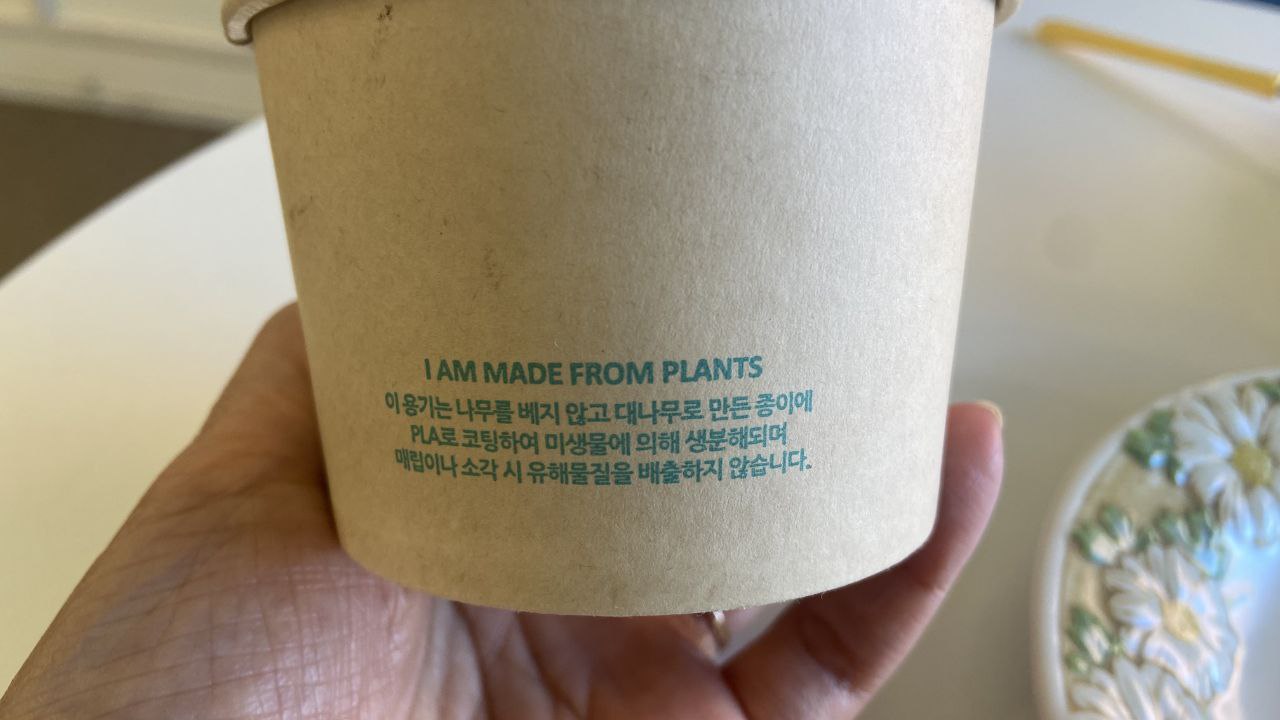 I AM MADE FROM PLANTS
이 용기는 나무를 베지 않고 대나무로 만든 종이에
PLA로 코팅하여 미생물에 의해 생분해되며
매립이나 소각 시 유해물질을 배출하지 않습니다.